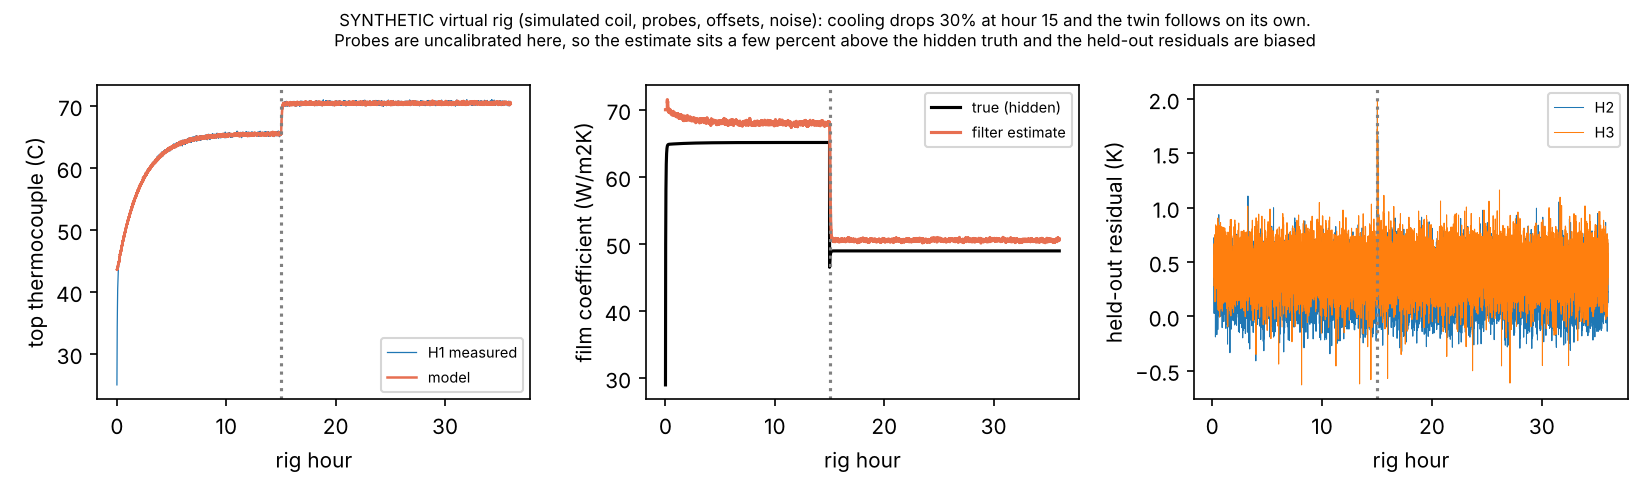 SYNTHETIC virtual rig (simulated coil, probes, offsets, noise): cooling drops 30% at hour 15 and the twin follows on its own.
Probes are uncalibrated here, so the estimate sits a few percent above the hidden truth and the held-out residuals are biased
top thermocouple (C)
70
60
50
40
30
H1 measured
model
0 10 20 30
rig hour
film coefficient (W/m2K)
70
60
50
40
30
true (hidden)
filter estimate
0 10 20 30
rig hour
held-out residual (K)
2.0
1.5
1.0
0.5
0.0
−0.5
H2
H3
0 10 20 30
rig hour